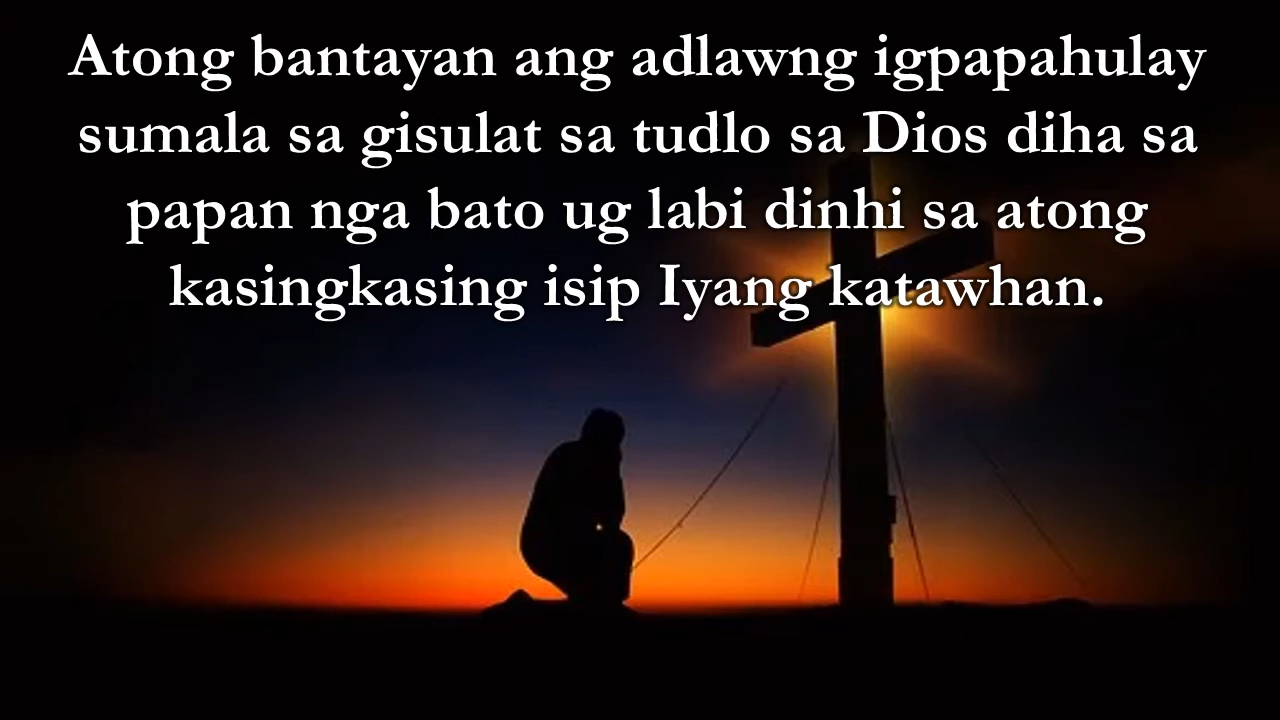 Atong bantayan ang adlawng igpapahulay
sumala sa gisulat sa tudlo sa Dios diha sa
papan nga bato ug labi dinhi sa atong
kasingkasing isip Iyang katawhan.